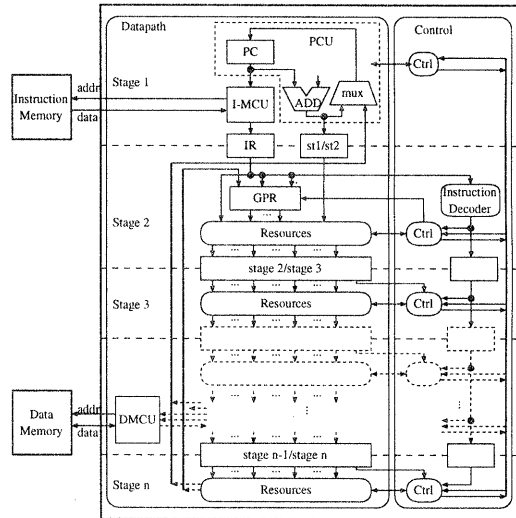 Datapath
PCU
Control
PC
Ctrl
addr
Stage 1
Instruction
Memory
I-MCU
ADD
mux
data
IR
st1/st2
GPR
Instruction
Decoder
Stage 2
Resources
Ctrl
stage 2/stage 3
Stage 3
Resources
Ctrl
addr
Data
Memory
DMCU
data
stage n-1/stage n
Stage n
Resources
Ctrl